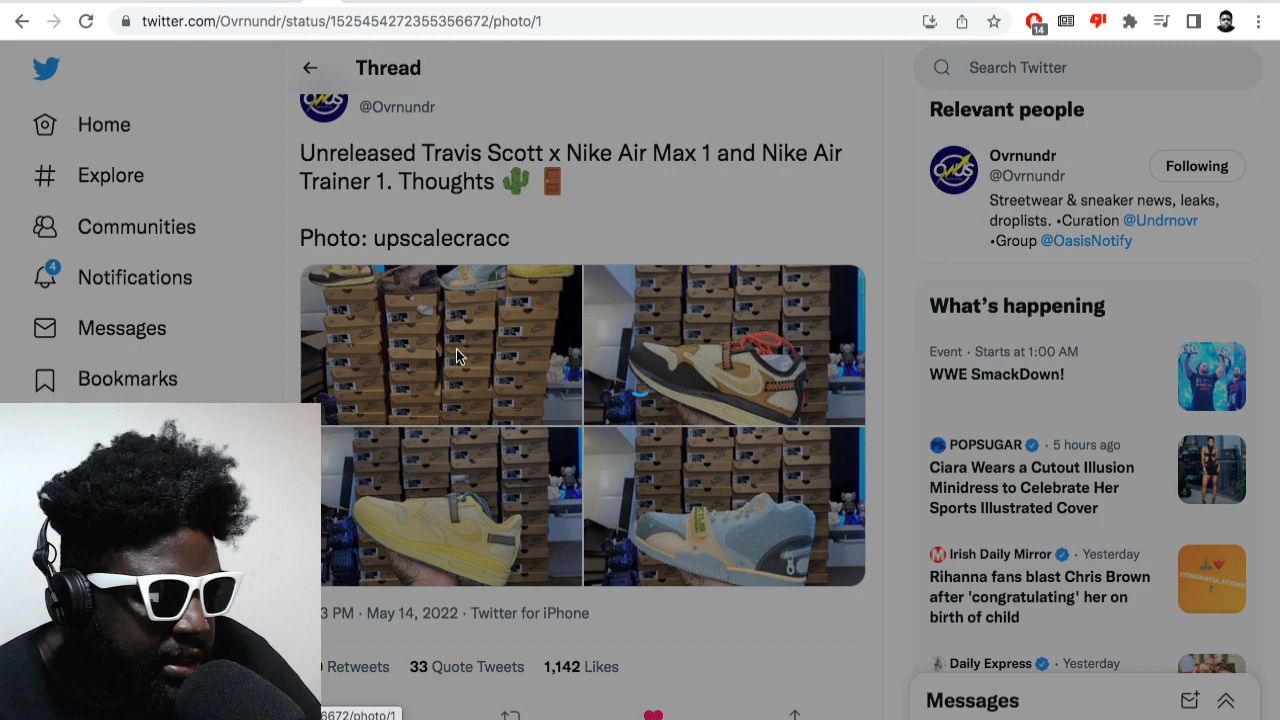 twitter.com/Ovrnundr/status/1525454272355356672/photo/1
14
Thread
Search Twitter
@Ovrnundr
Home
Explore
Communities
4
Notifications
Messages
Bookmarks
Unreleased Travis Scott x Nike Air Max 1 and Nike Air
Trainer 1. Thoughts 🌵 🚪
Photo: upscalecracc
PM · May 14, 2022 · Twitter for iPhone
Retweets 33 Quote Tweets 1,142 Likes
6672/photo/1
Relevant people
Ovrnundr
@Ovrnundr
Following
Streetwear & sneaker news, leaks,
droplists. •Curation @Undrnovr
•Group @OasisNotify
What's happening
Event · Starts at 1:00 AM
WWE SmackDown!
POPSUGAR · 5 hours ago
Ciara Wears a Cutout Illusion
Minidress to Celebrate Her
Sports Illustrated Cover
Irish Daily Mirror · Yesterday
Rihanna fans blast Chris Brown
after 'congratulating' her on
birth of child
CONGRATULATIONS
Daily Express · Yesterday
Messages